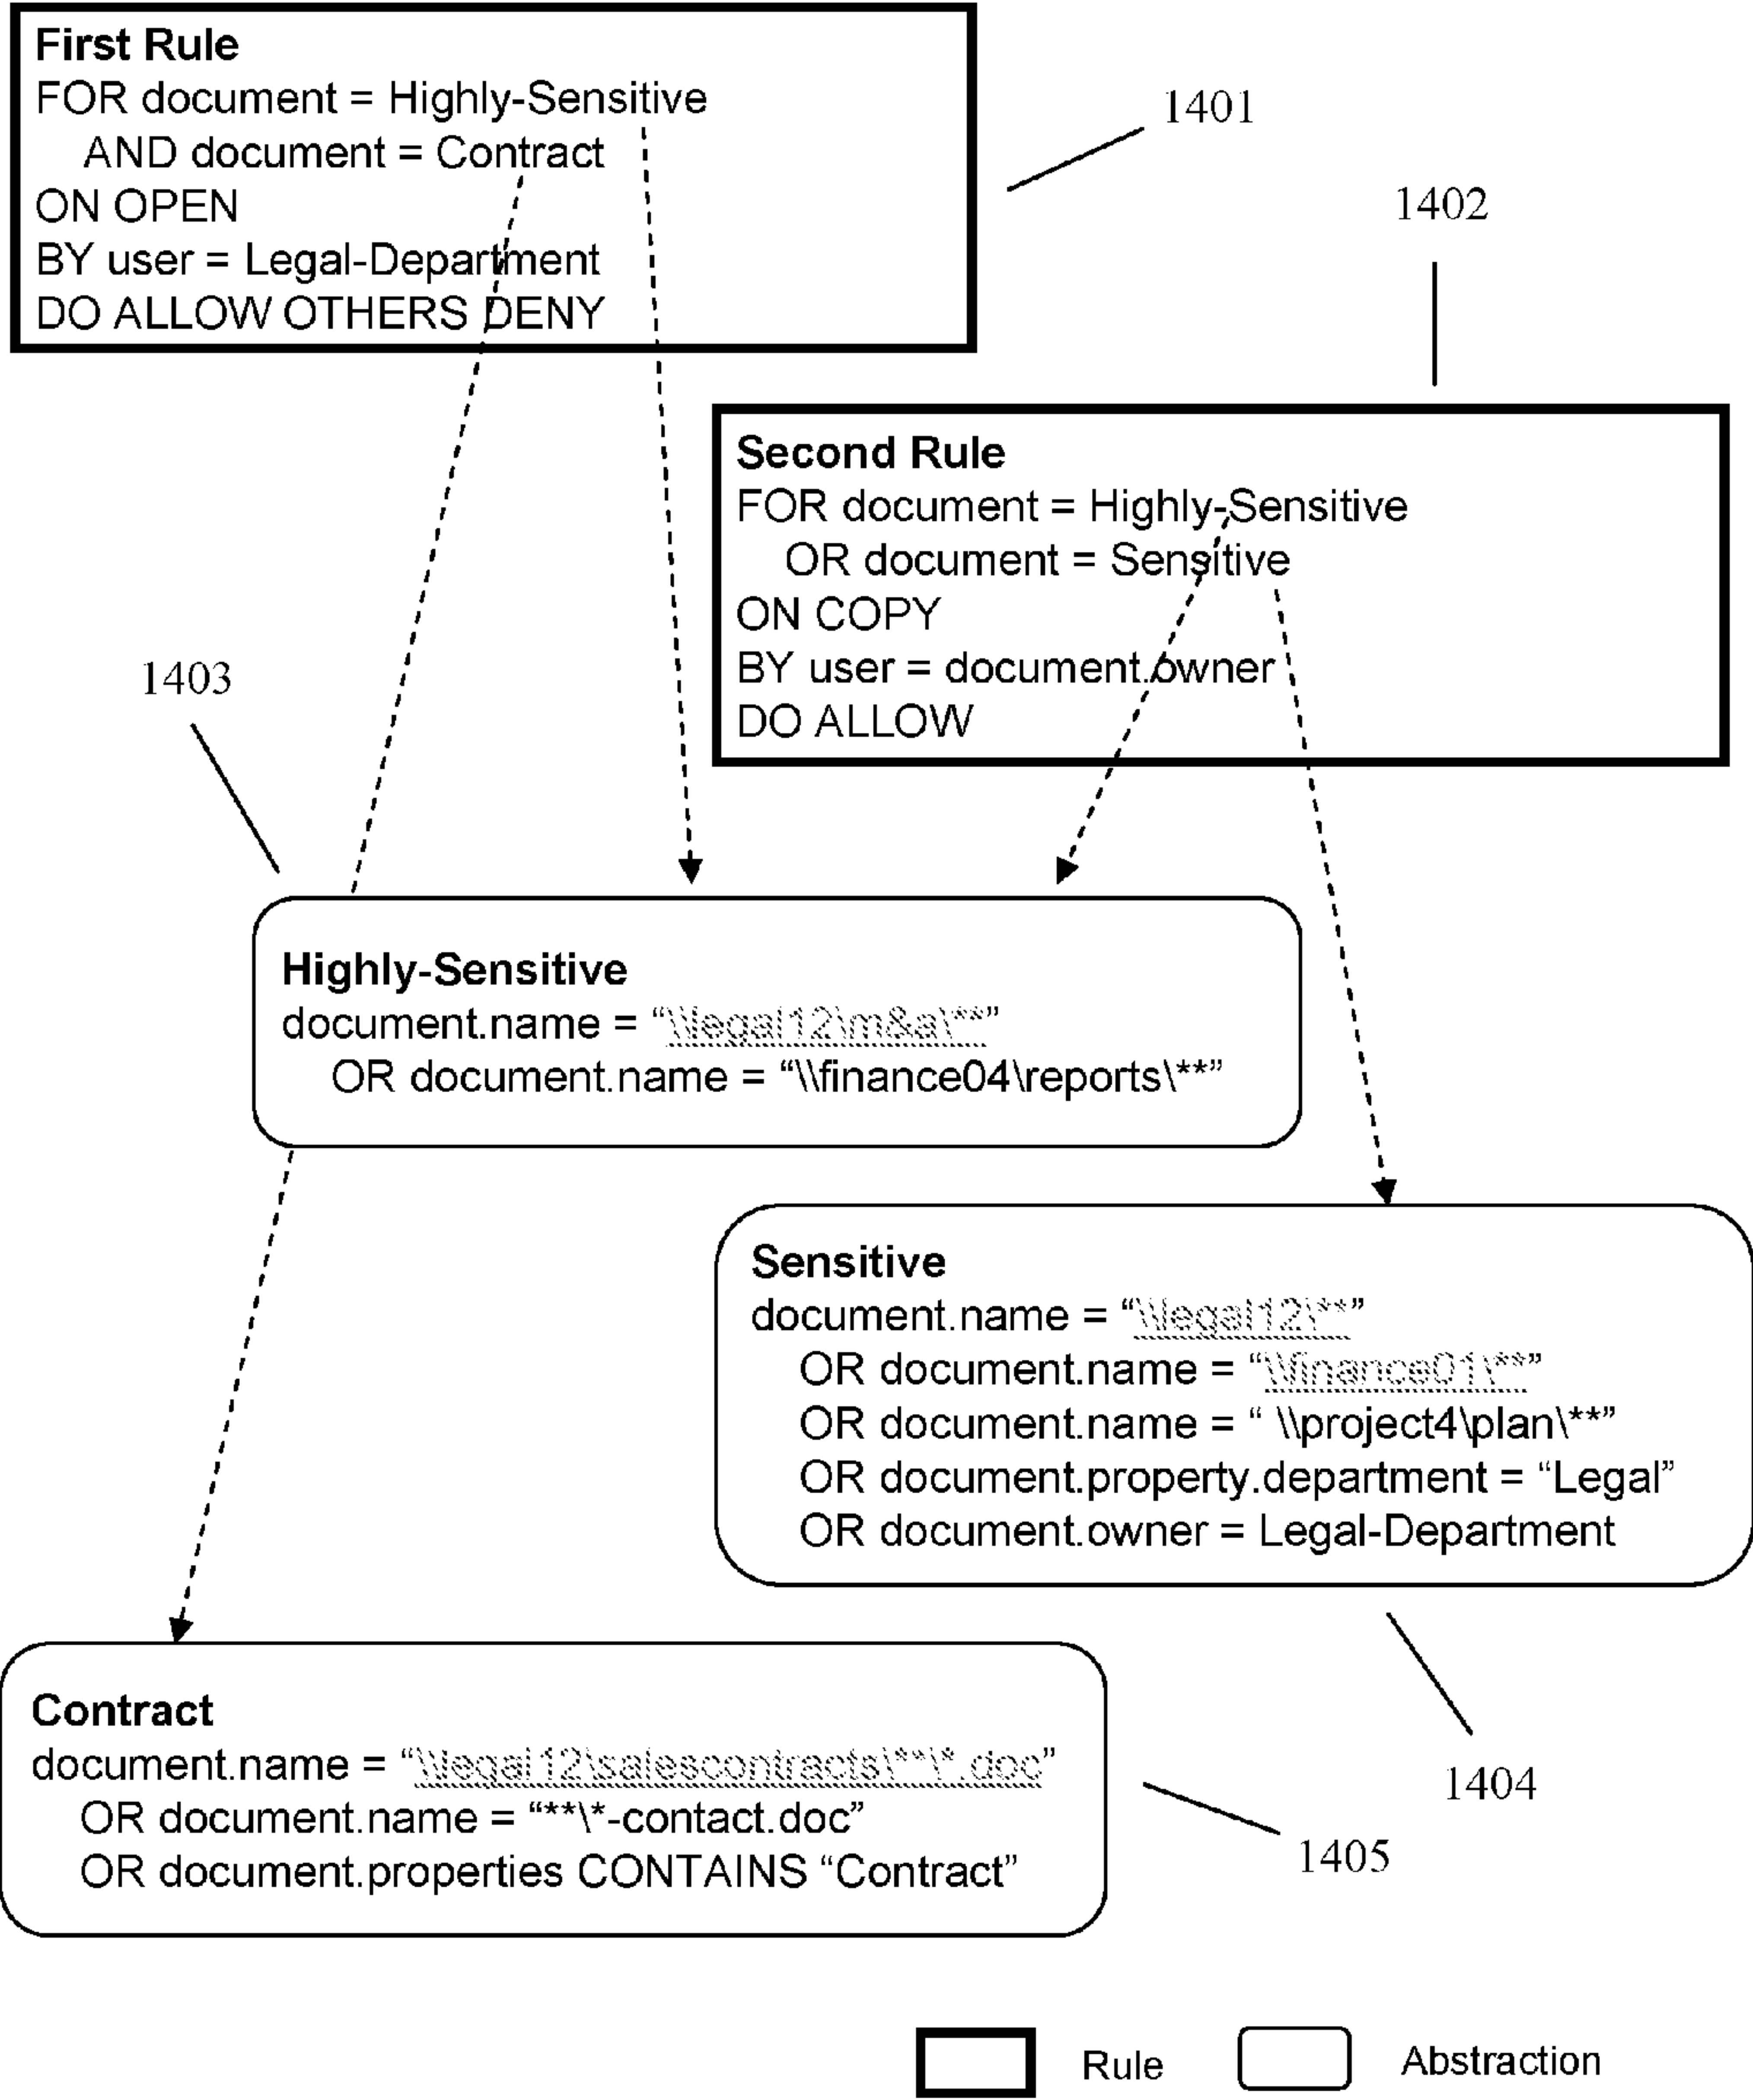 First Rule
FOR document = Highly-Sensitive
AND document = Contract
ON OPEN
BY user = Legal-Department
DO ALLOW OTHERS DENY
1401
1402
Second Rule
FOR document = Highly-Sensitive
OR document = Sensitive
ON COPY
BY user = document.owner
DO ALLOW
1403
Highly-Sensitive
document.name = “\\legal12\m&a\**”
OR document.name = “\\finance04\reports\**”
Sensitive
document.name = “\\legal12\**”
OR document.name = “\\finance01\**”
OR document.name = “ \\project4\plan\**”
OR document.property.department = “Legal”
OR document.owner = Legal-Department
1404
Contract
document.name = “\\legal12\salescontracts\**\*.doc”
OR document.name = “**\*-contact.doc”
OR document.properties CONTAINS “Contract”
1405
Rule
Abstraction